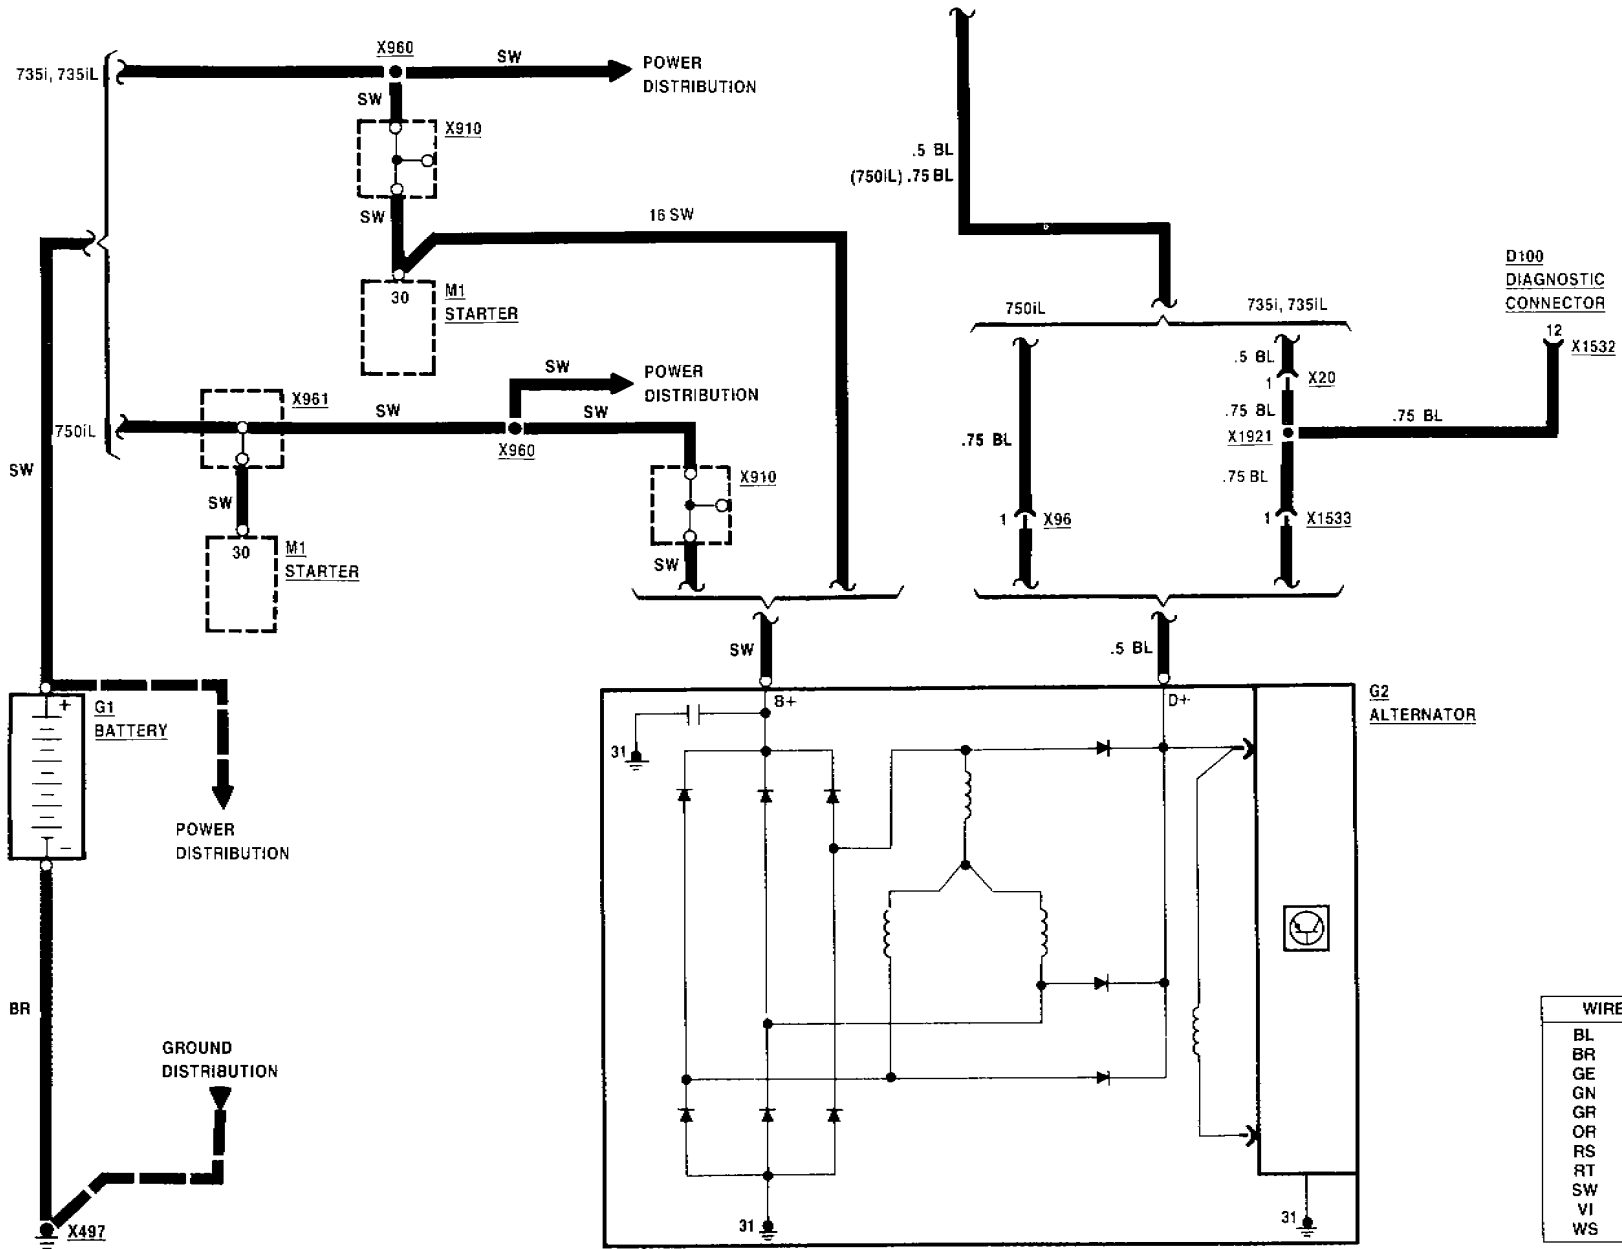 735i, 735iL
X960
SW
POWER
DISTRIBUTION
SW
X910
SW
16 SW
30
M1
STARTER
750iL
X961
SW
SW
POWER
DISTRIBUTION
SW
X960
X910
SW
SW
30
M1
STARTER
SW
SW
.5 BL
(750iL) .75 BL
750iL
735i, 735iL
D100
DIAGNOSTIC
CONNECTOR
12
X1532
.5 BL
1
X20
.75 BL
X1921
.75 BL
.75 BL
.75 BL
1
X96
1
X1533
.5 BL
+
G1
BATTERY
-
POWER
DISTRIBUTION
BR
GROUND
DISTRIBUTION
X497
B+
D+
G2
ALTERNATOR
31
31
31
WIRE
BL
BR
GE
GN
GR
OR
RS
RT
SW
VI
WS